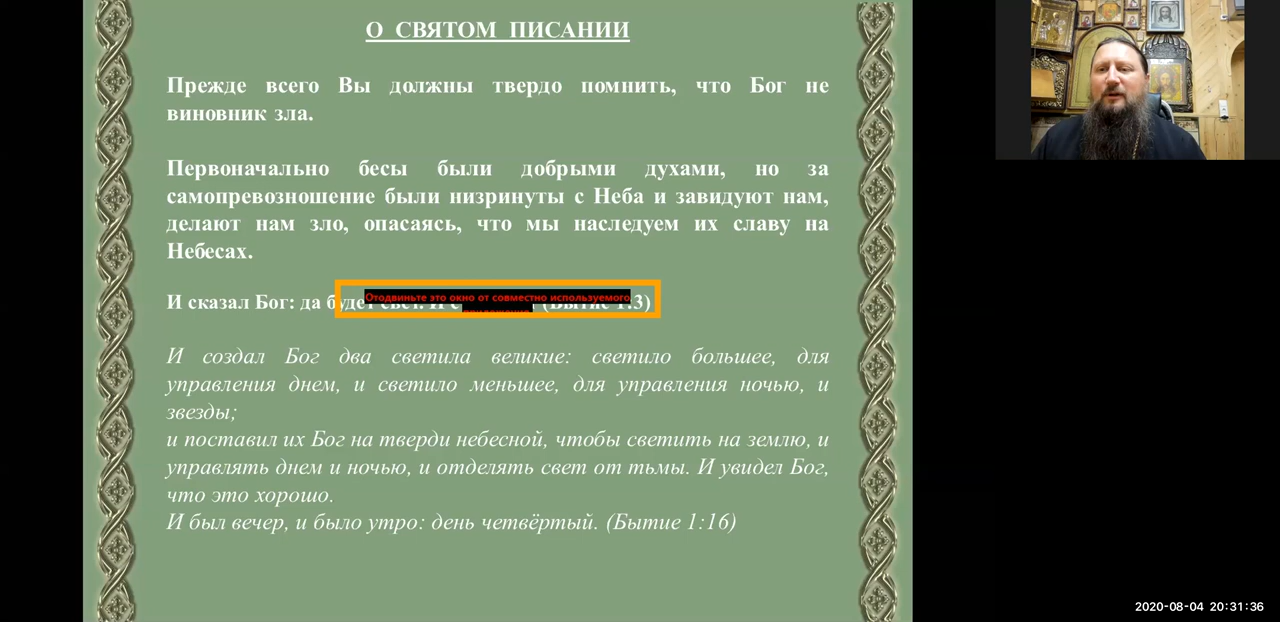 О СВЯТОМ ПИСАНИИ
Прежде всего Вы должны твердо помнить, что Бог не
виновник зла.
Первоначально бесы были добрыми духами, но за
самопревозношение были низринуты с Неба и завидуют нам,
делают нам зло, опасаясь, что мы наследуем их славу на
Небесах.
И сказал Бог: да будет свет. И (Бытие 1:3)
Отодвиньте это окно от совместно используемого
И создал Бог два светила великие: светило большее, для
управления днем, и светило меньшее, для управления ночью, и
звезды;
и поставил их Бог на тверди небесной, чтобы светить на землю, и
управлять днем и ночью, и отделять свет от тьмы. И увидел Бог,
что это хорошо.
И был вечер, и было утро: день четвёртый. (Бытие 1:16)
2020-08-04 20:31:36